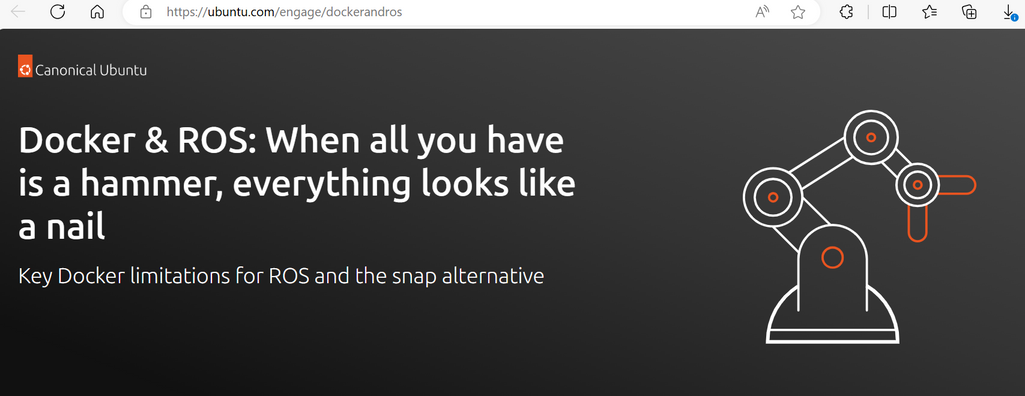 https://ubuntu.com/engage/dockerandros
Canonical Ubuntu
Docker & ROS: When all you have
is a hammer, everything looks like
a nail
Key Docker limitations for ROS and the snap alternative